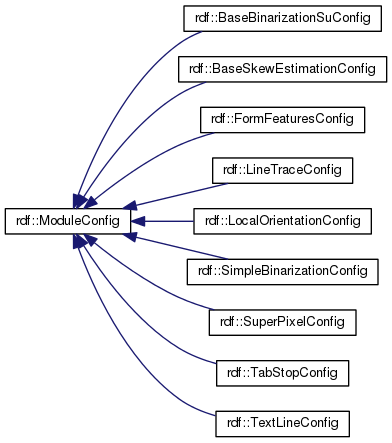 rdf::BaseBinarizationSuConfig
rdf::BaseSkewEstimationConfig
rdf::FormFeaturesConfig
rdf::LineTraceConfig
rdf::ModuleConfig
rdf::LocalOrientationConfig
rdf::SimpleBinarizationConfig
rdf::SuperPixelConfig
rdf::TabStopConfig
rdf::TextLineConfig